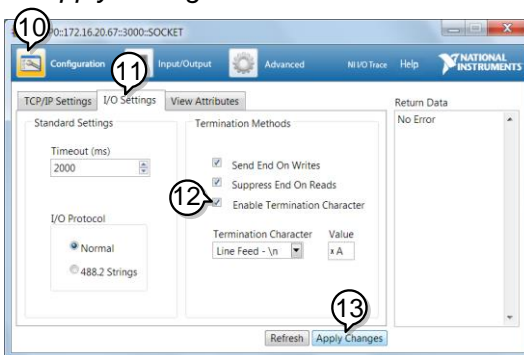 10
P0::172.16.20.67::3000::SOCKET
Configuration
Input/Output
Advanced
NI I/O Trace
Help
NATIONAL
INSTRUMENTS
11
TCP/IP Settings
I/O Settings
View Attributes
Return Data
Standard Settings
Termination Methods
No Error
Timeout (ms)
2000
Send End On Writes
Suppress End On Reads
12
Enable Termination Character
I/O Protocol
Termination Character
Value
Normal
Line Feed - \n
x A
488.2 Strings
13
Refresh
Apply Changes